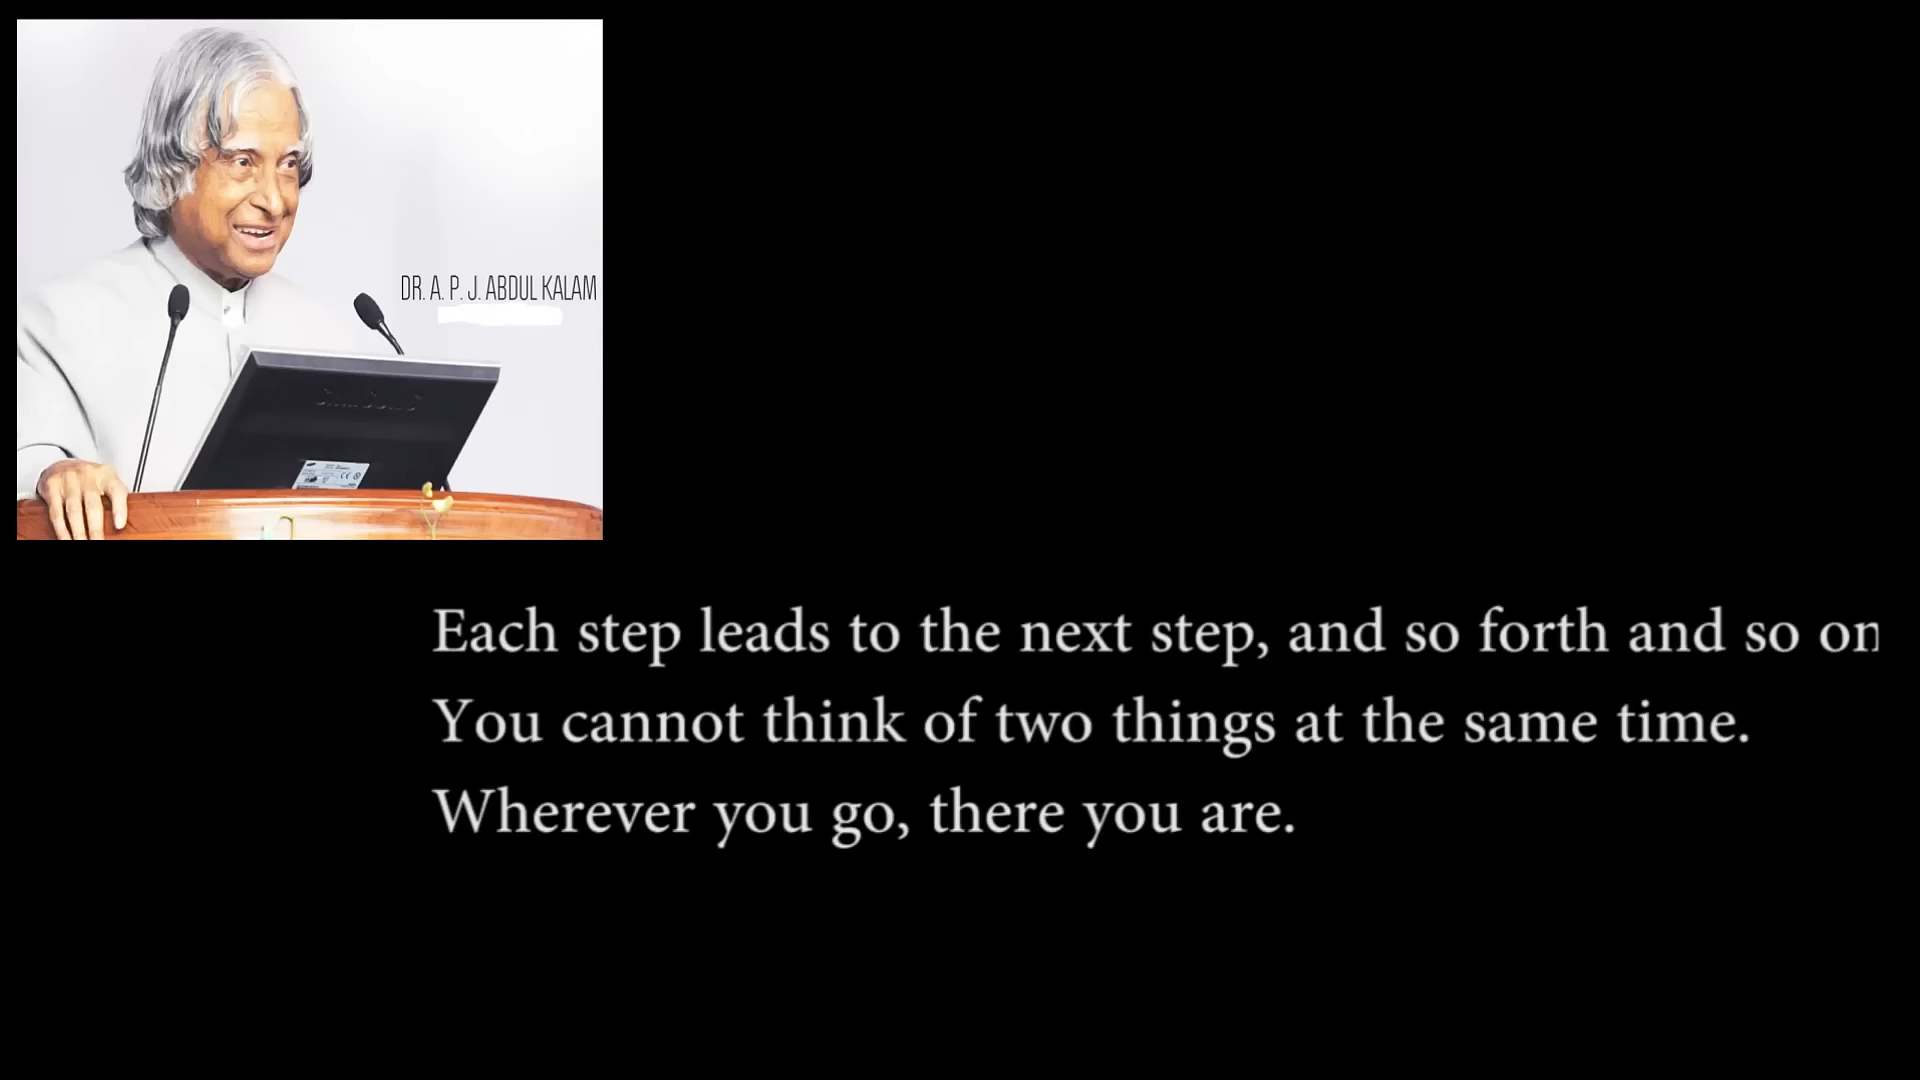 DR. A. P. J. ABDUL KALAM
Each step leads to the next step, and so forth and so on
You cannot think of two things at the same time.
Wherever you go, there you are.